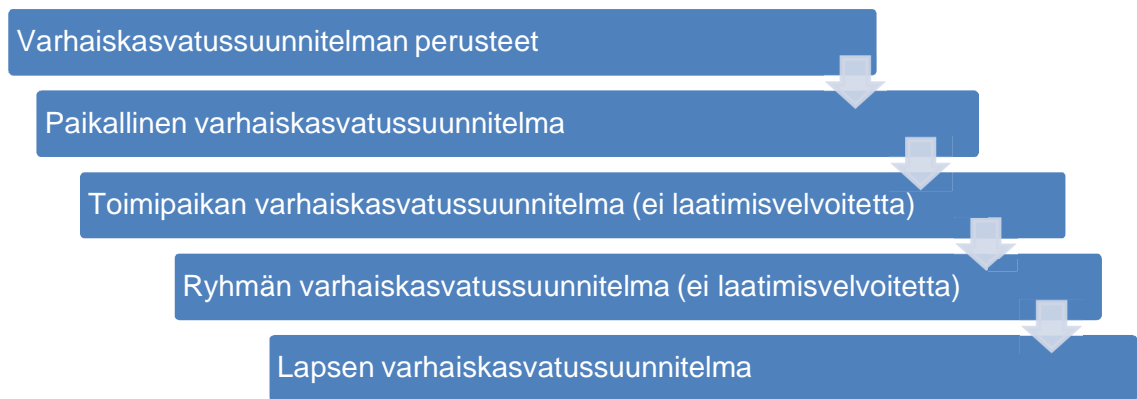 Varhaiskasvatussuunnitelman perusteet
Paikallinen varhaiskasvatussuunnitelma
Toimipaikan varhaiskasvatussuunnitelma (ei laatimisvelvoitetta)
Ryhmän varhaiskasvatussuunnitelma (ei laatimisvelvoitetta)
Lapsen varhaiskasvatussuunnitelma